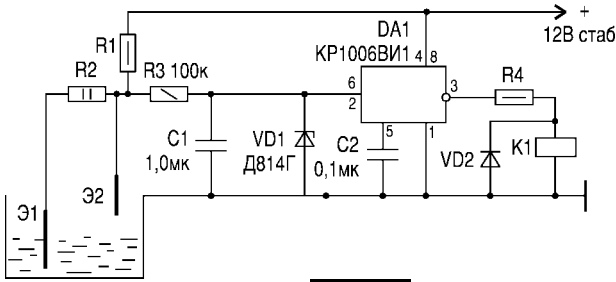 +
12В стаб
DA1
КР1006ВИ1
4 8
R1
R2
R3 100к
6
2
3
R4
5
1
C1
1,0мк
VD1
Д814Г
C2
0,1мк
VD2
K1
Э1
Э2